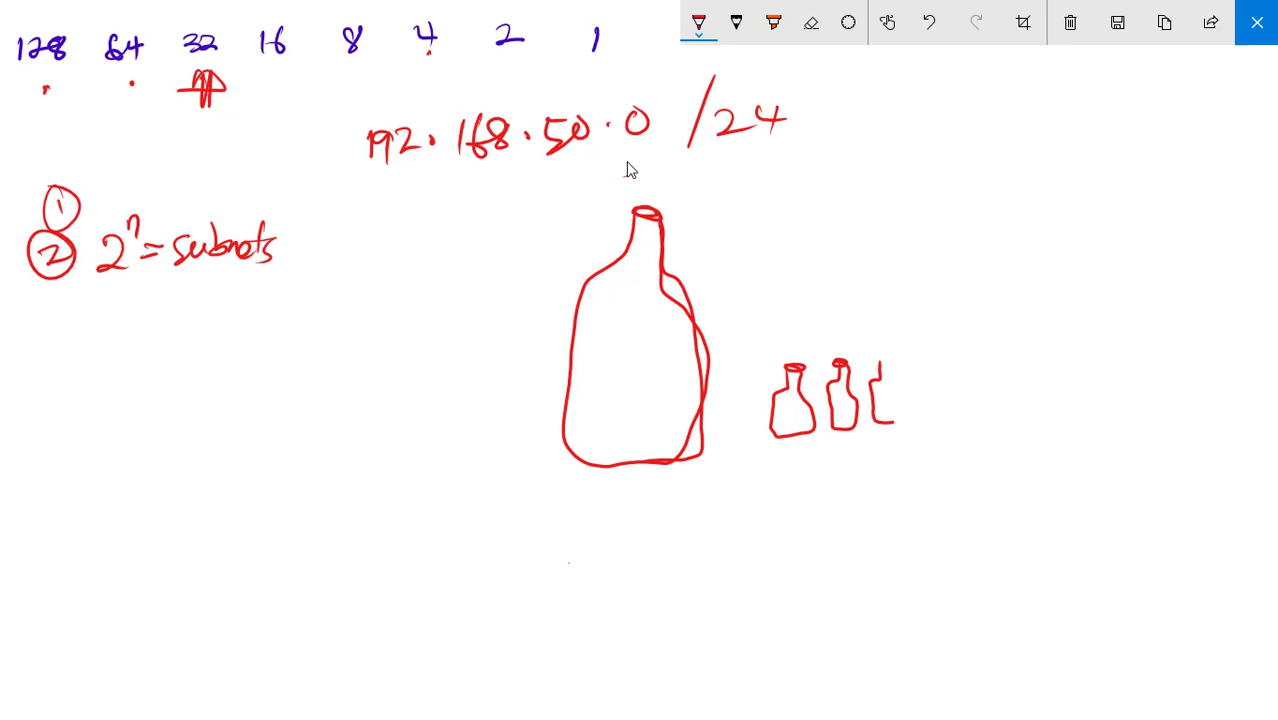 128 64 32 16 8 4 2 1
192.168.50.0 /24
1
2 2ⁿ = subnets